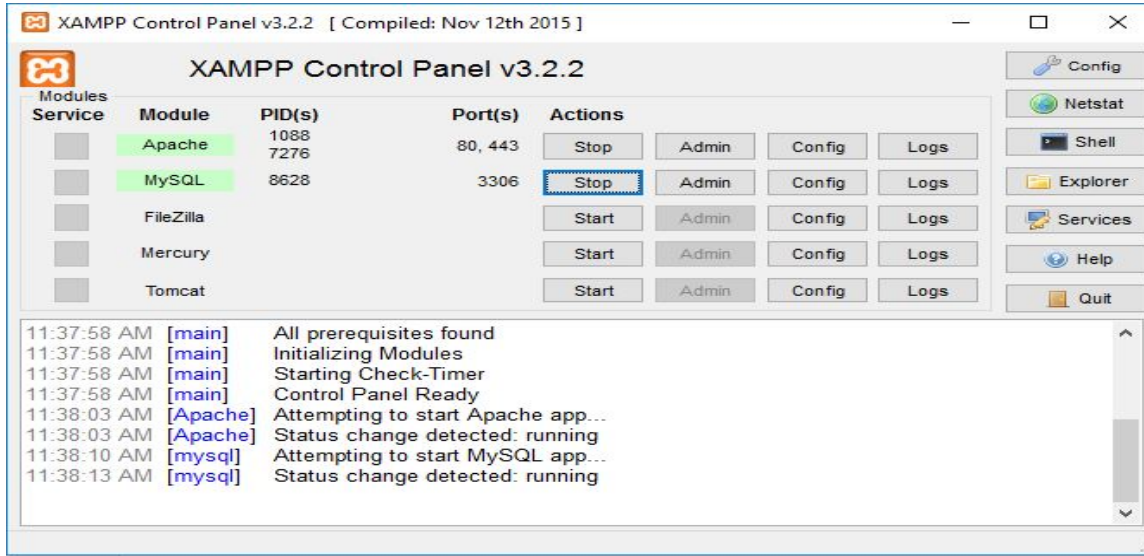 XAMPP Control Panel v3.2.2 [ Compiled: Nov 12th 2015 ]
XAMPP Control Panel v3.2.2
Config
Modules
Netstat
Service Module PID(s) Port(s) Actions
Apache 1088 7276 80, 443 Stop Admin Config Logs
Shell
MySQL 8628 3306 Stop Admin Config Logs
Explorer
FileZilla Start Admin Config Logs
Services
Mercury Start Admin Config Logs
Help
Tomcat Start Admin Config Logs
Quit
11:37:58 AM [main] All prerequisites found
11:37:58 AM [main] Initializing Modules
11:37:58 AM [main] Starting Check-Timer
11:37:58 AM [main] Control Panel Ready
11:38:03 AM [Apache] Attempting to start Apache app...
11:38:03 AM [Apache] Status change detected: running
11:38:10 AM [mysql] Attempting to start MySQL app...
11:38:13 AM [mysql] Status change detected: running